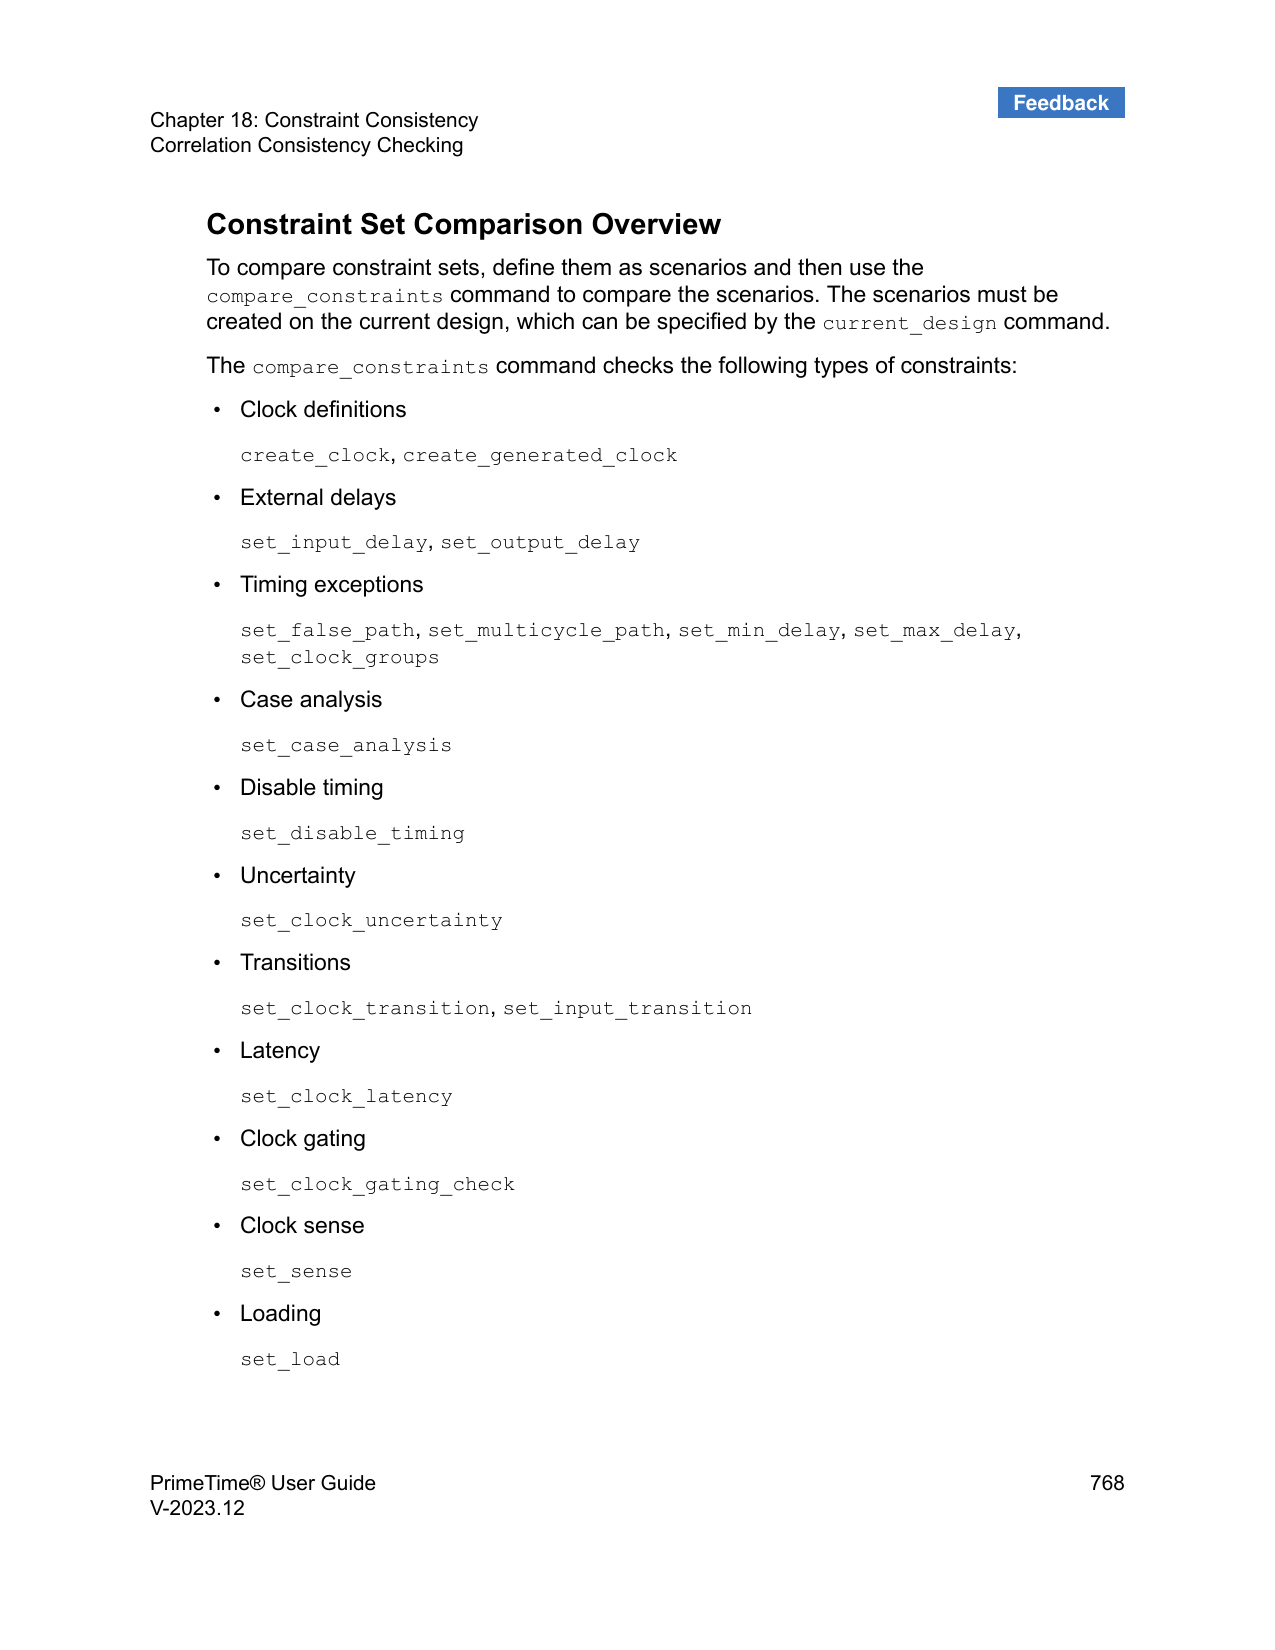 Feedback
Chapter 18: Constraint Consistency
Correlation Consistency Checking
Constraint Set Comparison Overview
To compare constraint sets, define them as scenarios and then use the
compare_constraints command to compare the scenarios. The scenarios must be
created on the current design, which can be specified by the current_design command.
The compare_constraints command checks the following types of constraints:
• Clock definitions
create_clock, create_generated_clock
• External delays
set_input_delay, set_output_delay
• Timing exceptions
set_false_path, set_multicycle_path, set_min_delay, set_max_delay,
set_clock_groups
• Case analysis
set_case_analysis
• Disable timing
set_disable_timing
• Uncertainty
set_clock_uncertainty
• Transitions
set_clock_transition, set_input_transition
• Latency
set_clock_latency
• Clock gating
set_clock_gating_check
• Clock sense
set_sense
• Loading
set_load
PrimeTime® User Guide 768
V-2023.12